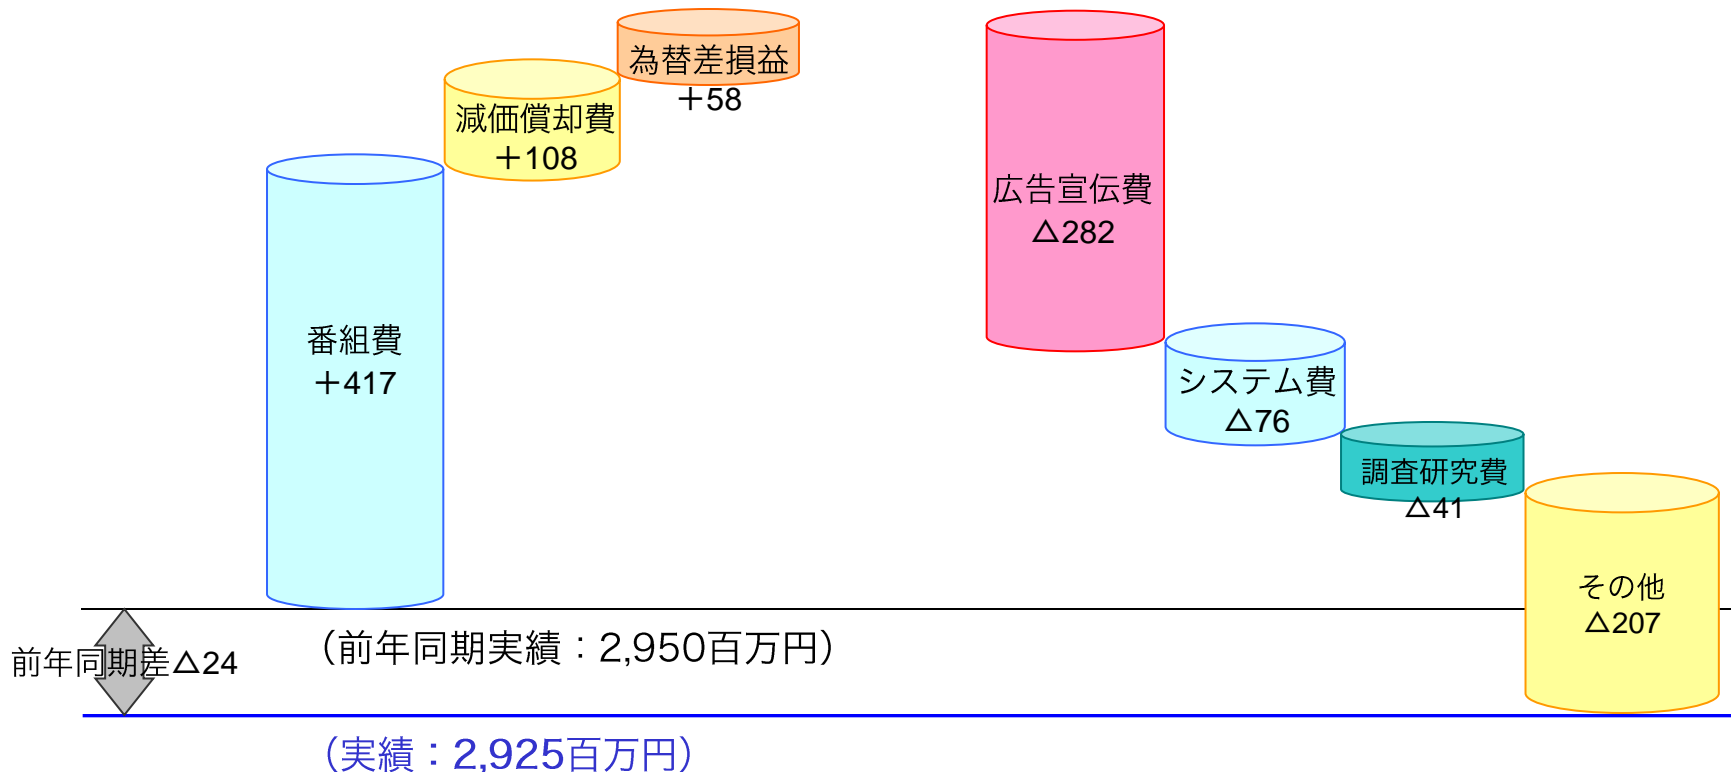 為替差損益
＋58
減価償却費
＋108
番組費
＋417
広告宣伝費
△282
システム費
△76
調査研究費
△41
その他
△207
前年同期差△24
（前年同期実績：2,950百万円）
（実績：2,925百万円）